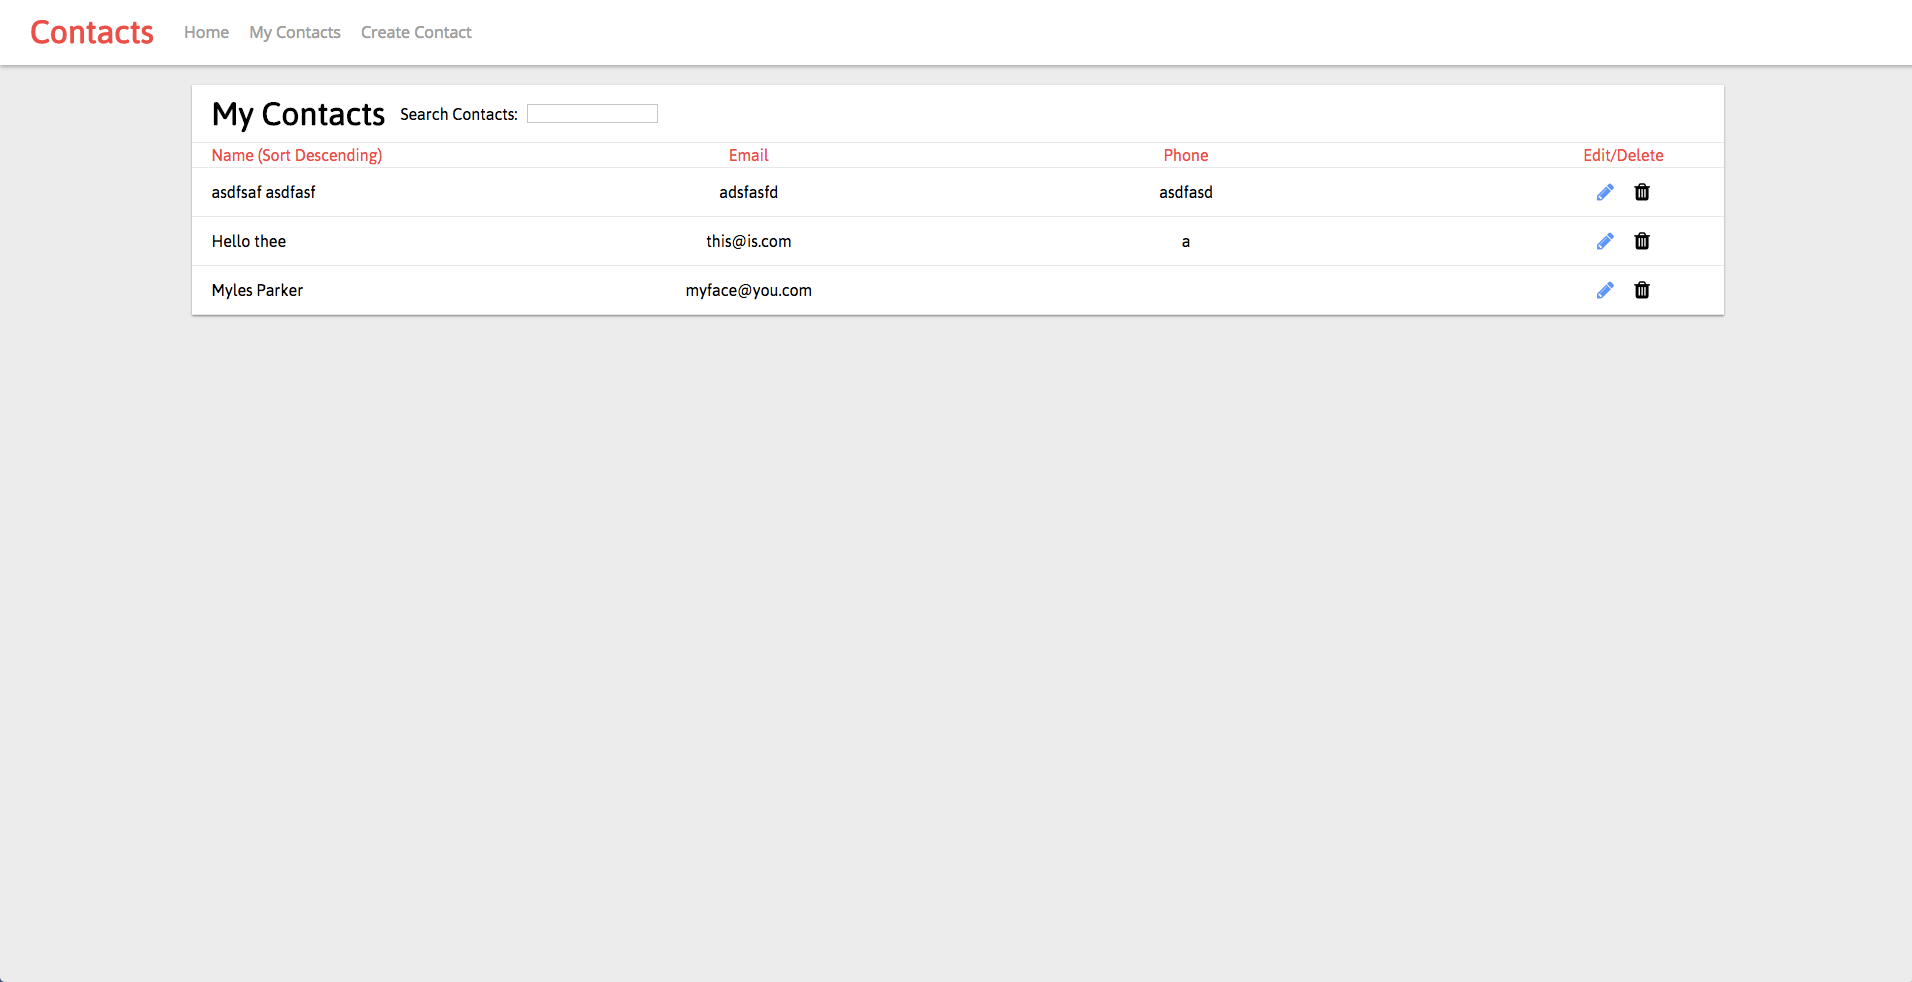 Contacts Home My Contacts Create Contact
My Contacts Search Contacts:
Name (Sort Descending) Email Phone Edit/Delete
asdfsaf asdfasf adsfasfd asdfasd
Hello thee this@is.com a
Myles Parker myface@you.com